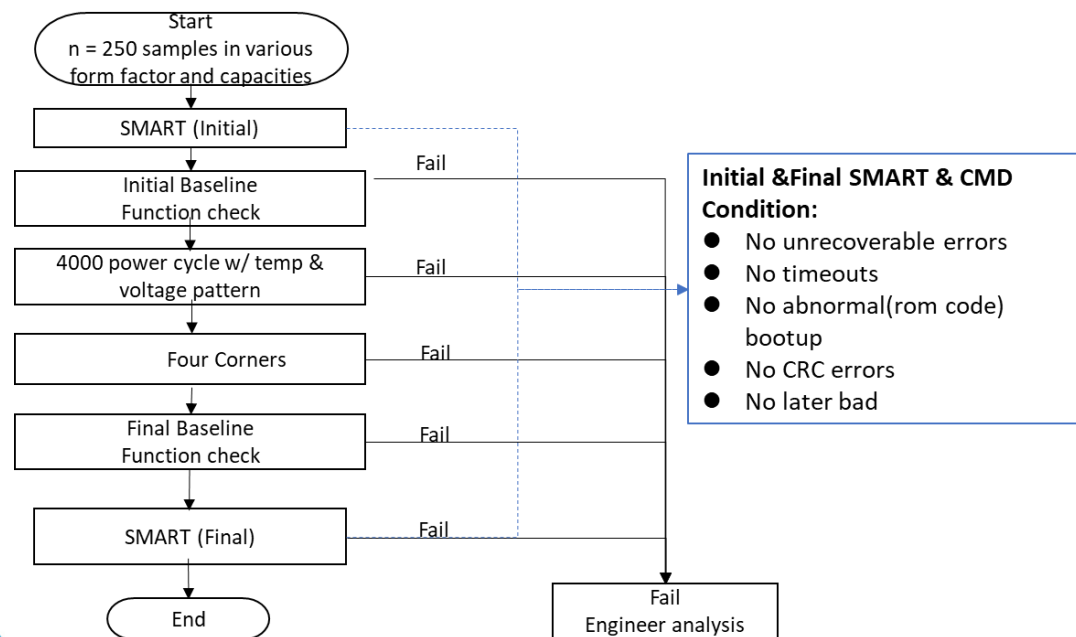 Start
n = 250 samples in various
form factor and capacities
SMART (Initial)
Fail
Initial Baseline
Function check
4000 power cycle w/ temp &
voltage pattern
Fail
Four Corners
Fail
Final Baseline
Function check
Fail
SMART (Final)
Fail
End
Fail
Engineer analysis
Initial &Final SMART & CMD
Condition:
● No unrecoverable errors
● No timeouts
● No abnormal(rom code)
bootup
● No CRC errors
● No later bad